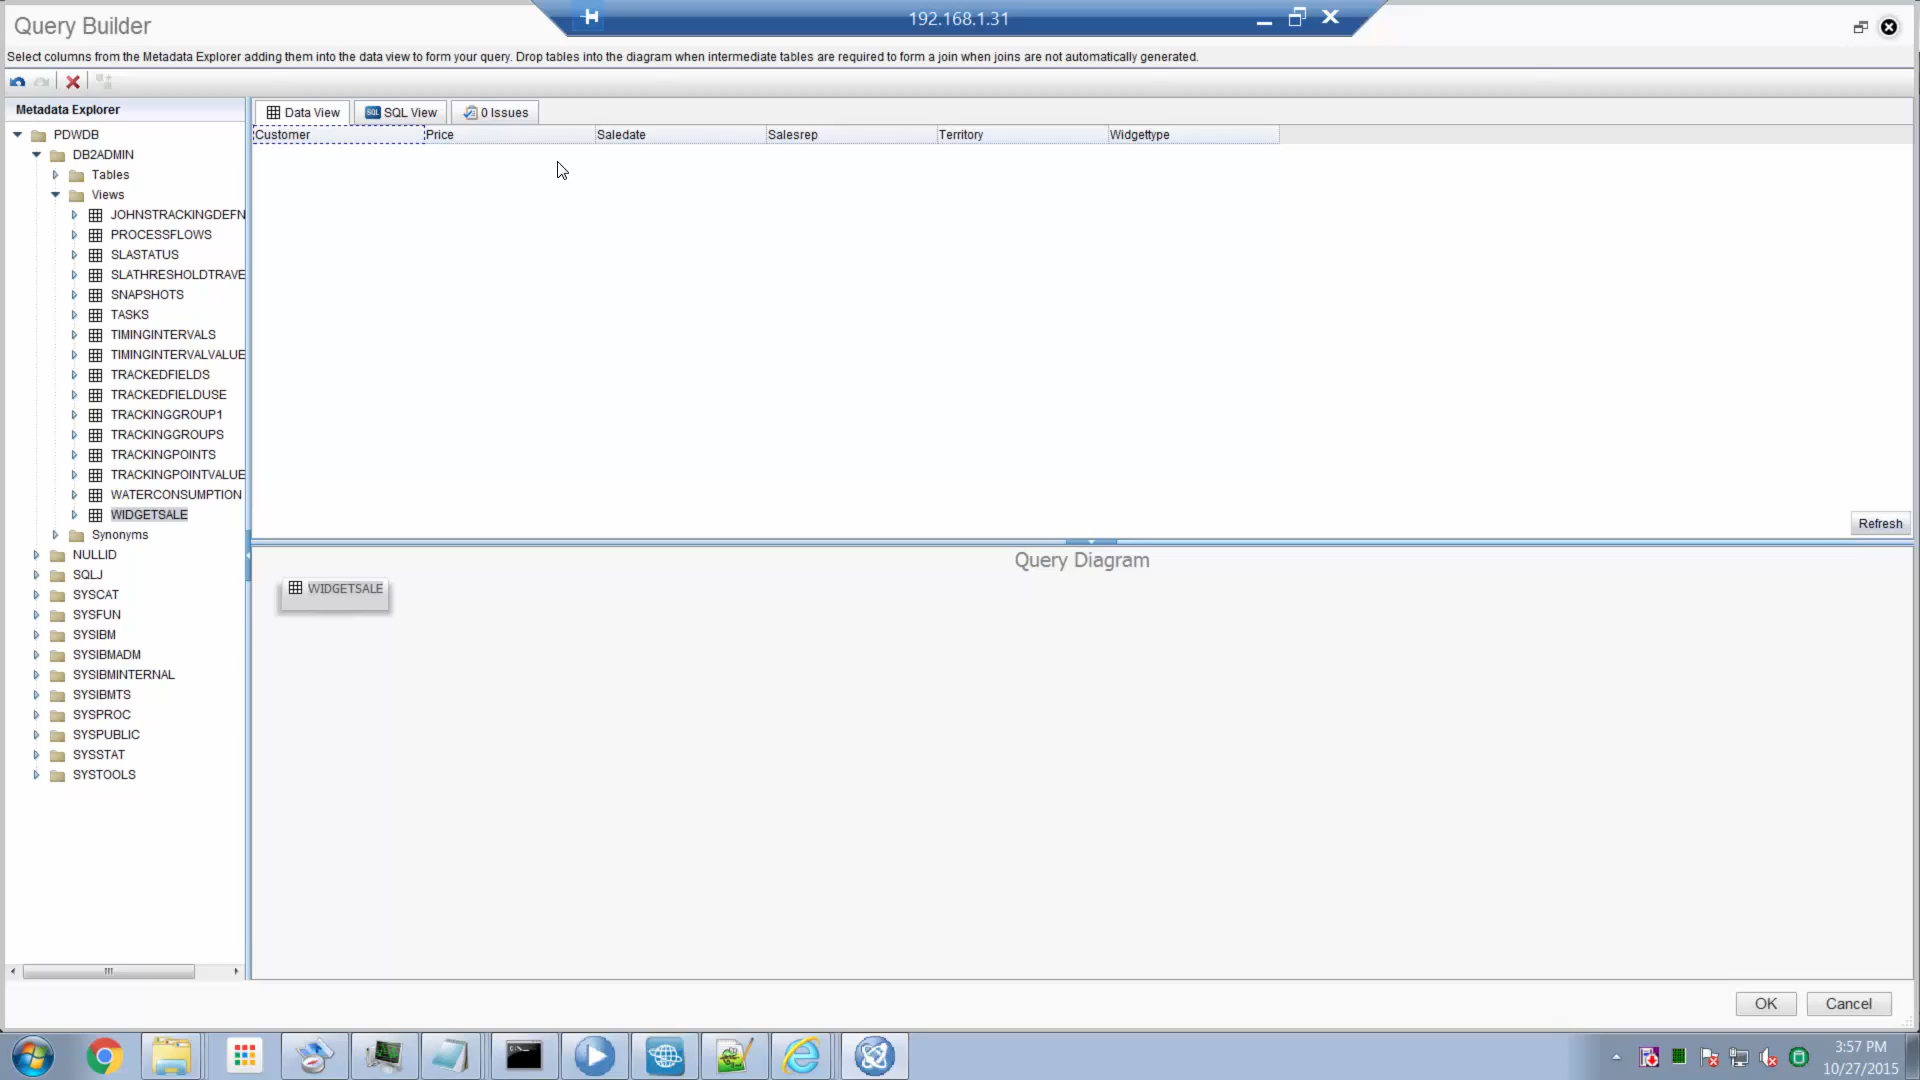 Query Builder
192.168.1.31
Select columns from the Metadata Explorer adding them into the data view to form your query. Drop tables into the diagram when intermediate tables are required to form a join when joins are not automatically generated.
Metadata Explorer
Data View
SQL View
0 Issues
Customer
Price
Saledate
Salesrep
Territory
Widgettype
PDWDB
DB2ADMIN
Tables
Views
JOHNSTRACKINGDEFN
PROCESSFLOWS
SLASTATUS
SLATHRESHOLDTRAVE
SNAPSHOTS
TASKS
TIMINGINTERVALS
TIMINGINTERVALVALUE
TRACKEDFIELDS
TRACKEDFIELDUSE
TRACKINGGROUP1
TRACKINGGROUPS
TRACKINGPOINTS
TRACKINGPOINTVALUE
WATERCONSUMPTION
WIDGETSALE
Synonyms
NULLID
SQLJ
SYSCAT
SYSFUN
SYSIBM
SYSIBMADM
SYSIBMINTERNAL
SYSIBMTS
SYSPROC
SYSPUBLIC
SYSSTAT
SYSTOOLS
Refresh
Query Diagram
WIDGETSALE
OK
Cancel
3:57 PM
10/27/2015